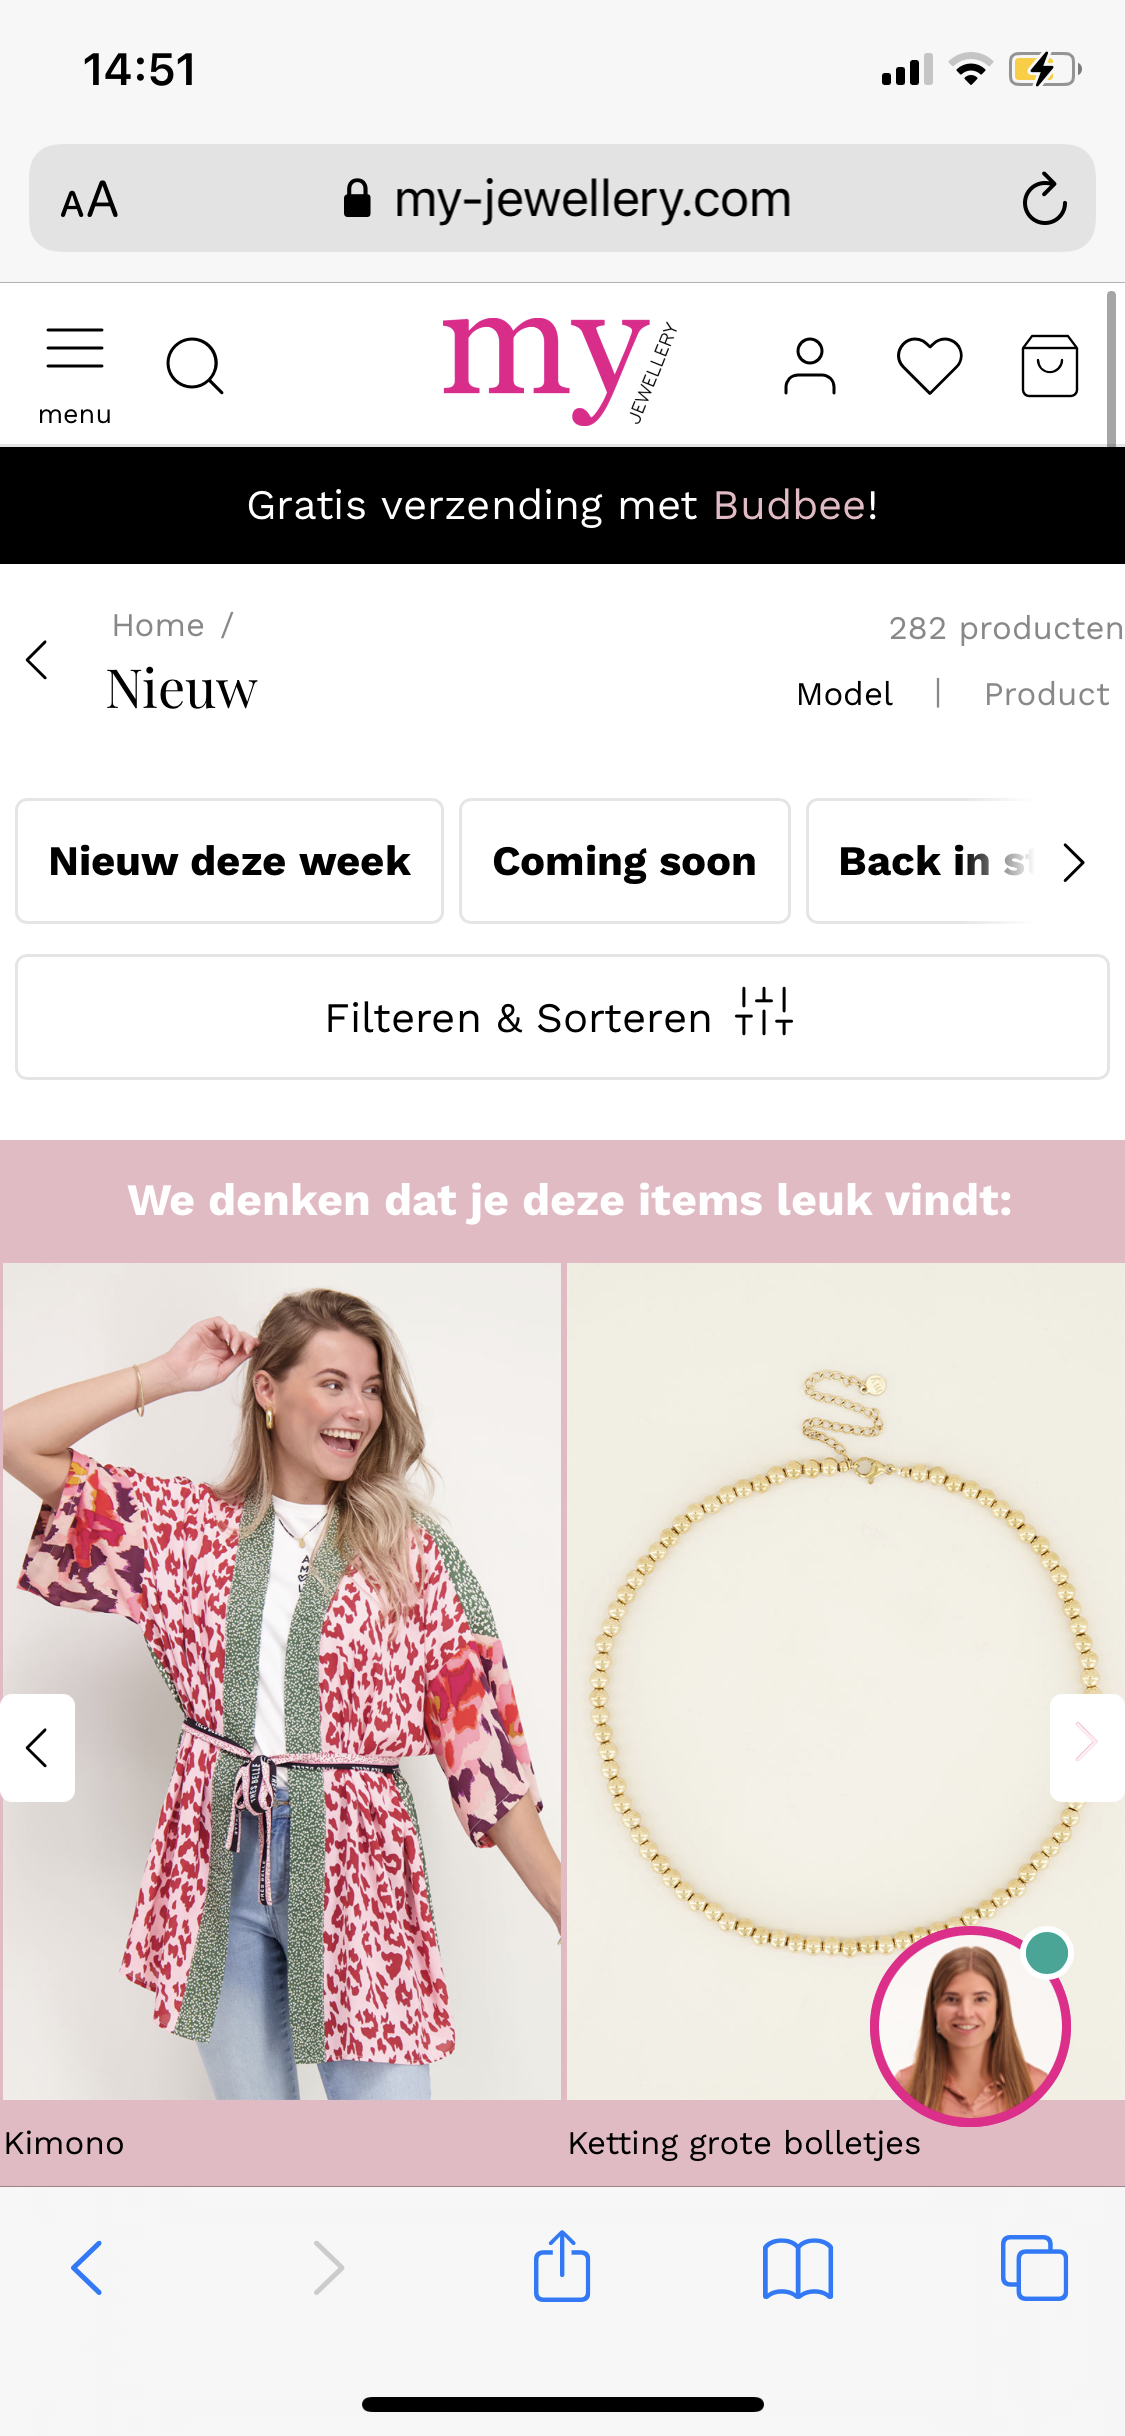 14:51
AA my-jewellery.com
menu
my
JEWELLERY
Gratis verzending met Budbee!
Home /
282 producten
Nieuw
Model | Product
Nieuw deze week
Coming soon
Back in
Filteren & Sorteren
We denken dat je deze items leuk vindt:
Kimono
Ketting grote bolletjes